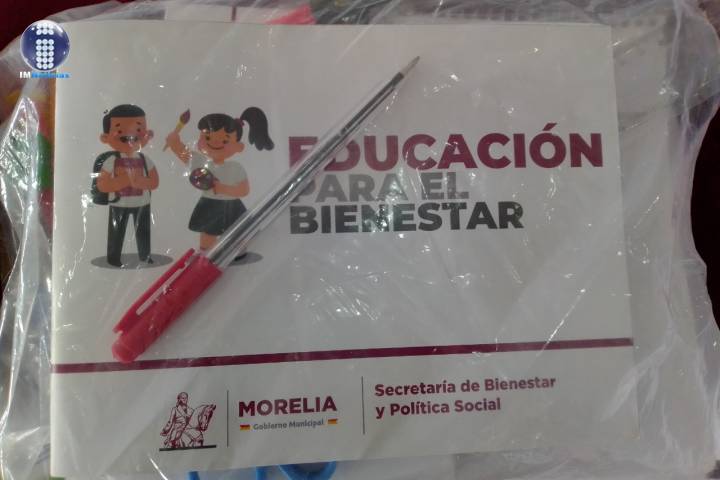 IMNoticias
EDUCACIÓN
PARA EL
BIENESTAR
MORELIA
Gobierno Municipal
Secretaría de Bienestar
y Política Social